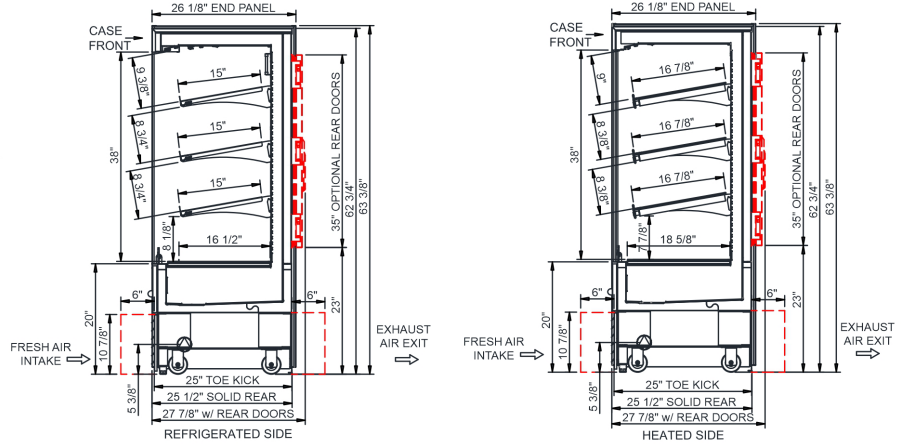 26 1/8" END PANEL
CASE
FRONT
9 3/8"
15"
8 3/4"
15"
38"
8 3/4"
15"
8 1/8"
16 1/2"
35" OPTIONAL REAR DOORS
62 3/4"
63 3/8"
6"
6"
20"
10 7/8"
23"
FRESH AIR
INTAKE
EXHAUST
AIR EXIT
5 3/8"
25" TOE KICK
25 1/2" SOLID REAR
27 7/8" w/ REAR DOORS
REFRIGERATED SIDE
26 1/8" END PANEL
CASE
FRONT
9"
16 7/8"
8 3/8"
16 7/8"
38"
8 3/8"
16 7/8"
7 7/8"
18 5/8"
35" OPTIONAL REAR DOORS
62 3/4"
63 3/8"
6"
6"
20"
10 7/8"
23"
FRESH AIR
INTAKE
EXHAUST
AIR EXIT
5 3/8"
25" TOE KICK
25 1/2" SOLID REAR
27 7/8" w/ REAR DOORS
HEATED SIDE